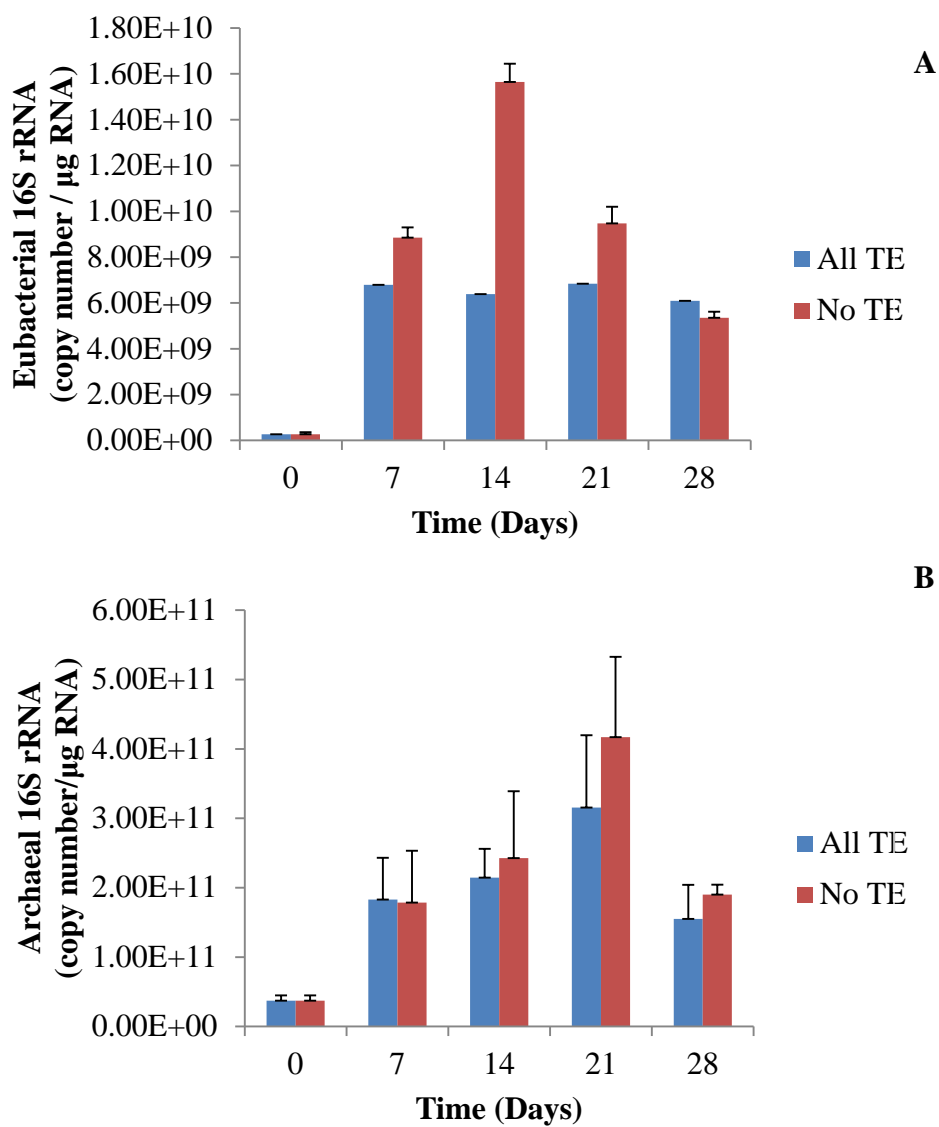 A
Eubacterial 16S rRNA
(copy number / µg RNA)
1.80E+10
1.60E+10
1.40E+10
1.20E+10
1.00E+10
8.00E+09
6.00E+09
4.00E+09
2.00E+09
0.00E+00
0 7 14 21 28
Time (Days)
All TE
No TE
B
Archaeal 16S rRNA
(copy number/µg RNA)
6.00E+11
5.00E+11
4.00E+11
3.00E+11
2.00E+11
1.00E+11
0.00E+00
0 7 14 21 28
Time (Days)
All TE
No TE